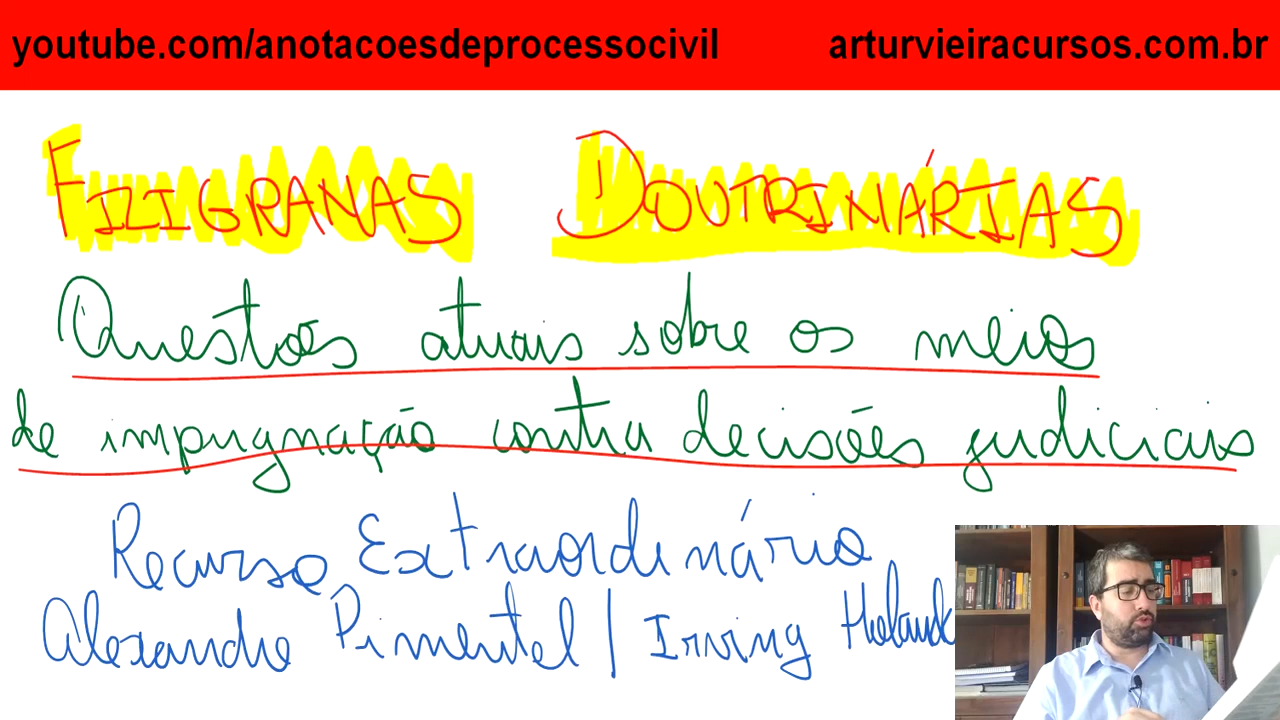 youtube.com/anotacoesdeprocessocivil arturvieiracursos.com.br
FILIGRANAS DOUTRINÁRIAS
Questões atuais sobre os meios
de impugnação contra decisões judiciais
Recurso Extraordinário
Alexandre Pimentel / Irving